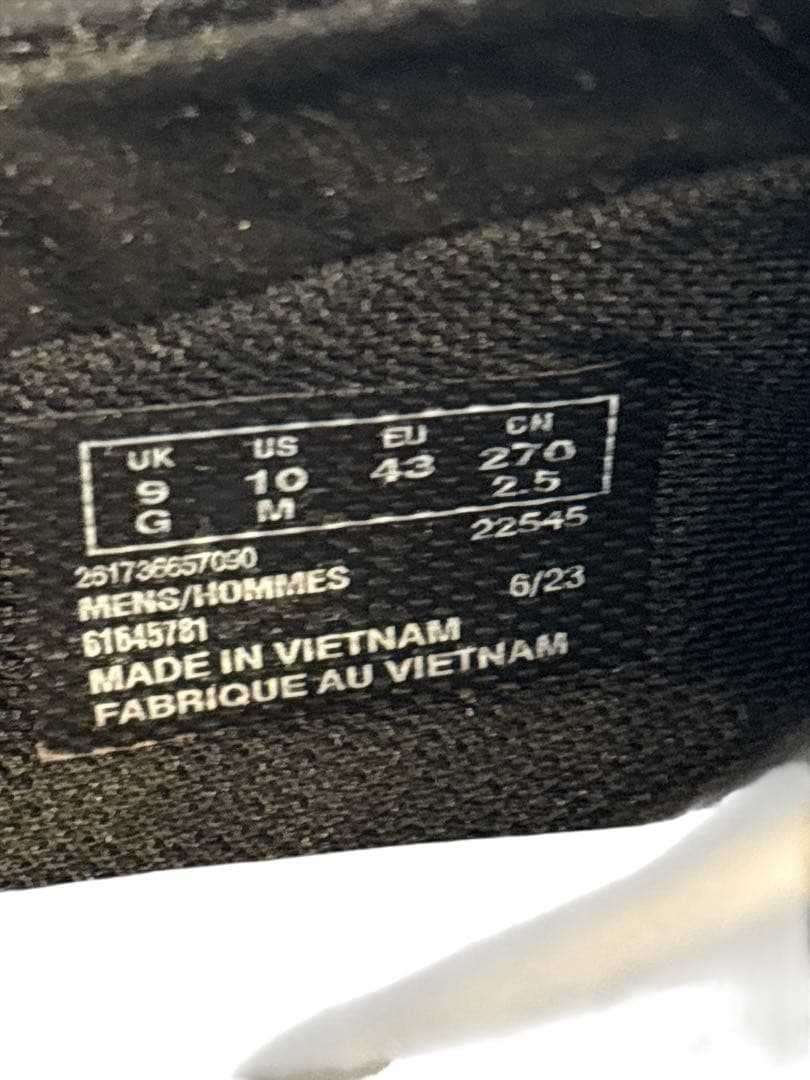 UK US EU CN
9 10 43 270
G M 2.5
261736657090 22545
MENS/HOMMES 6/23
61645781
MADE IN VIETNAM
FABRIQUE AU VIETNAM